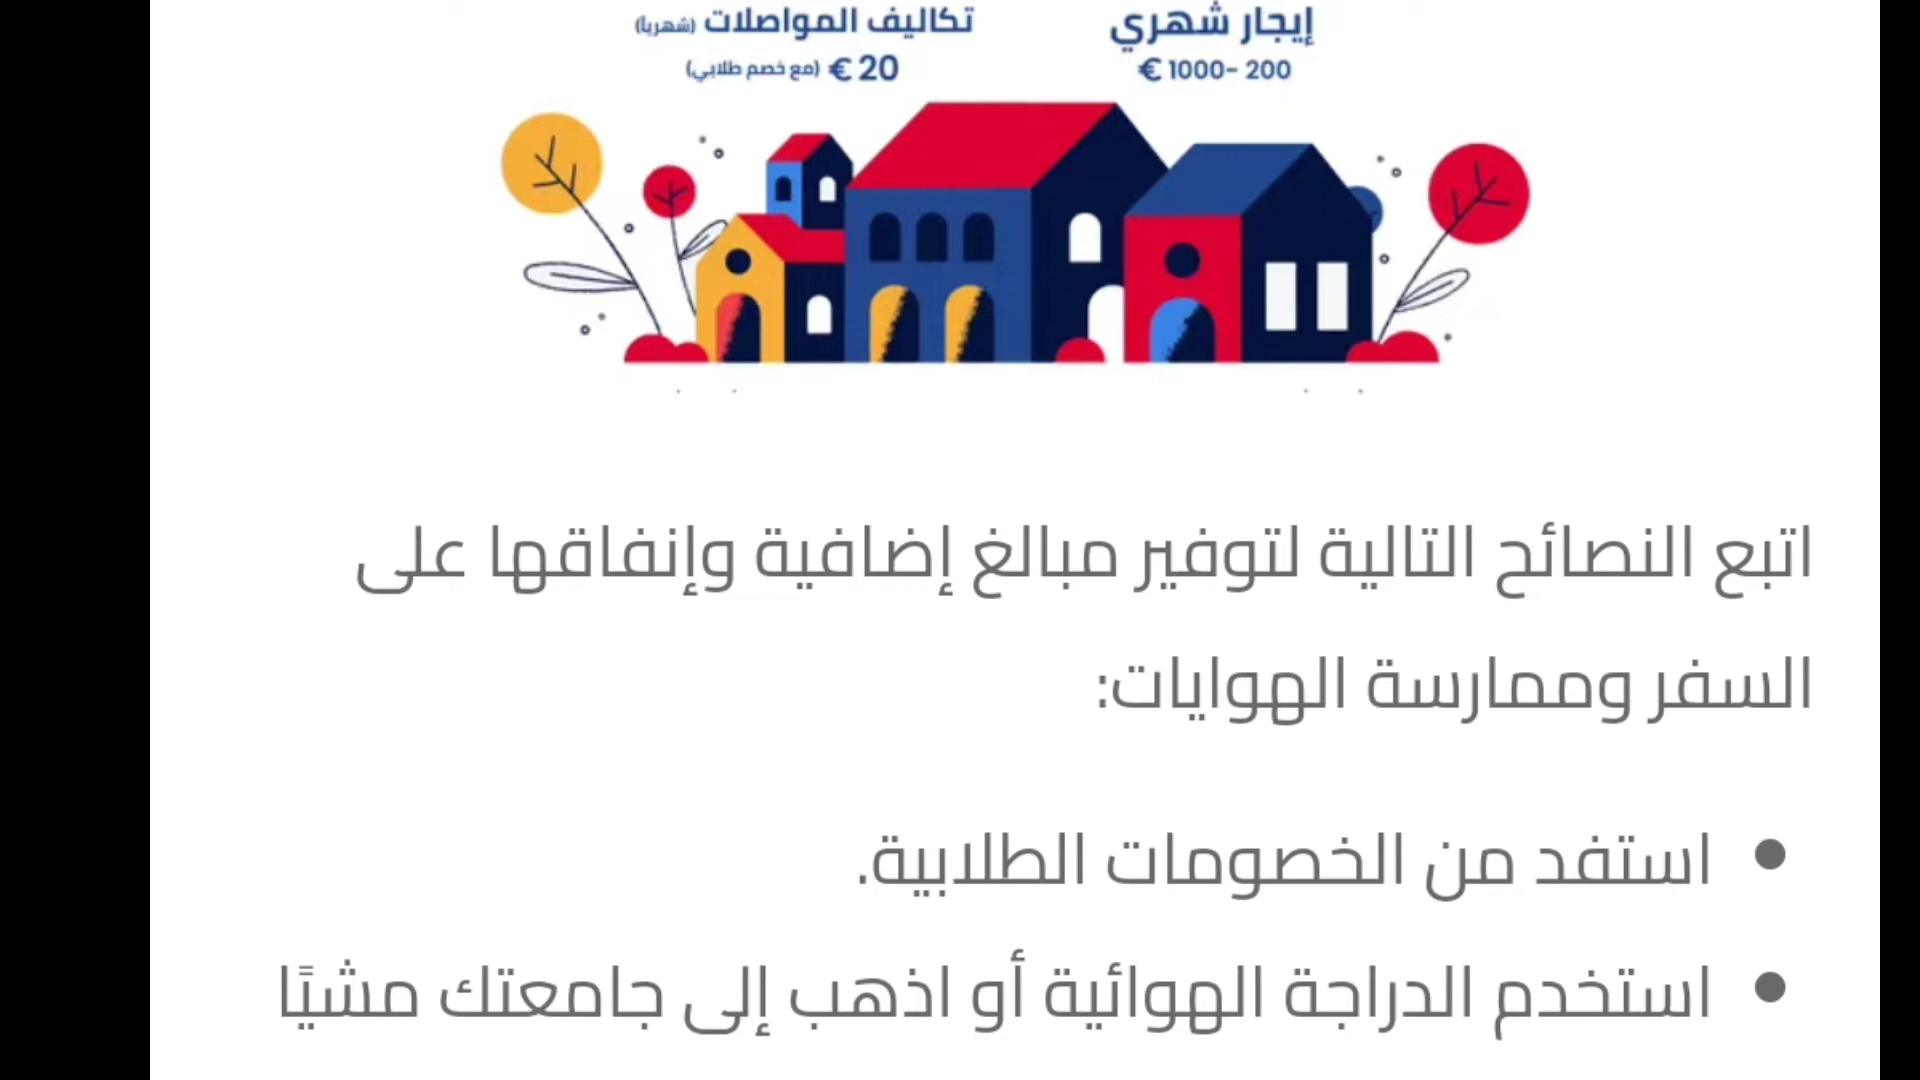 إيجار شهري
€ 1000- 200
تكاليف المواصلات (شهرياً)
€ 20 (مع خصم طلابي)
اتبع النصائح التالية لتوفير مبالغ إضافية وإنفاقها على
السفر وممارسة الهوايات:
• استفد من الخصومات الطلابية.
• استخدم الدراجة الهوائية أو اذهب إلى جامعتك مشيًا